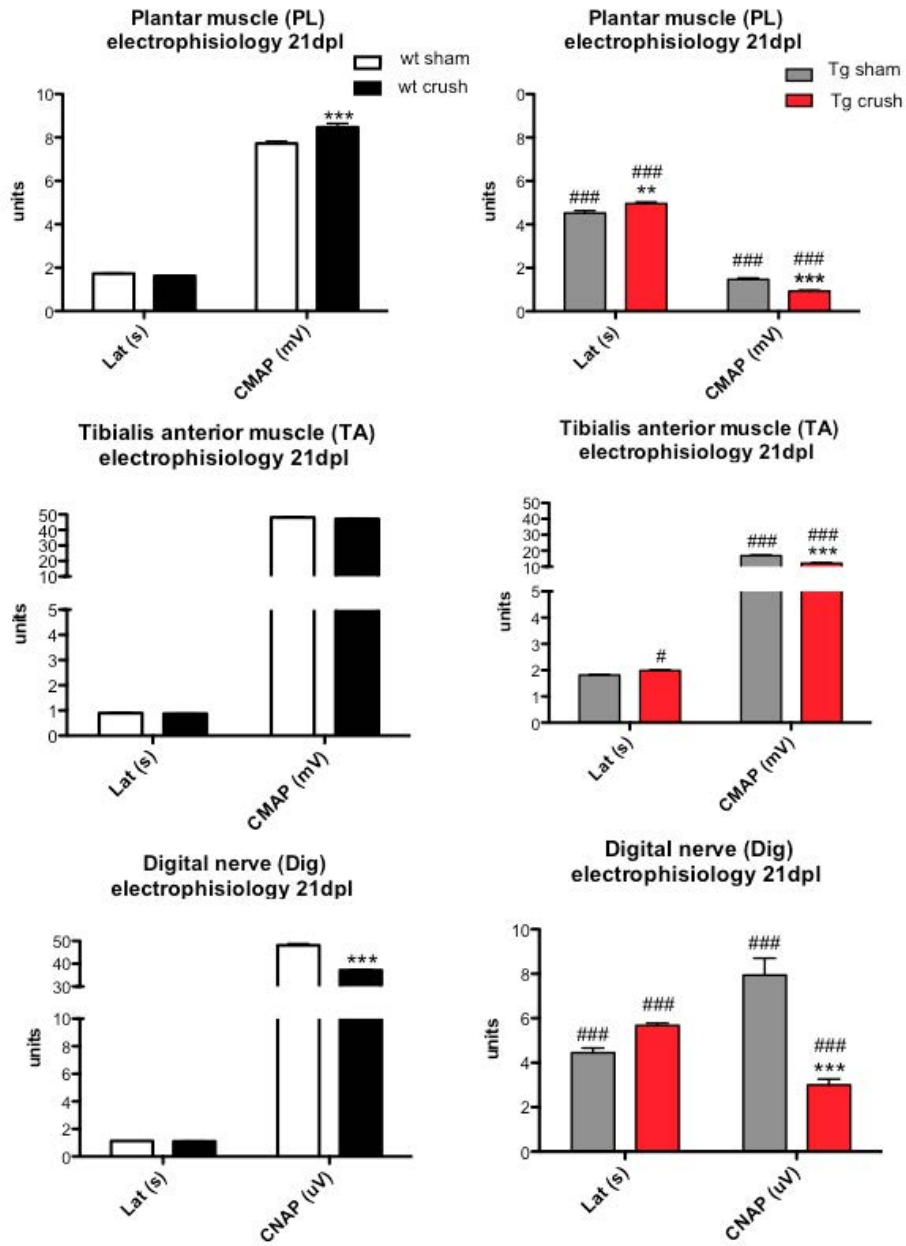 Plantar muscle (PL)
electrophisiology 21dpl
wt sham
wt crush
10
8
6
4
2
0
units
***
Lat (s)
CMAP (mV)
Plantar muscle (PL)
electrophisiology 21dpl
Tg sham
Tg crush
0
8
6
4
2
0
units
###
###
**
###
###
***
Lat (s)
CMAP (mV)
Tibialis anterior muscle (TA)
electrophisiology 21dpl
50
40
30
20
10
5
4
3
2
1
0
units
Lat (s)
CMAP (mV)
Tibialis anterior muscle (TA)
electrophisiology 21dpl
50
40
30
20
10
5
4
3
2
1
0
units
#
###
###
***
Lat (s)
CMAP (mV)
Digital nerve (Dig)
electrophisiology 21dpl
50
40
30
10
8
6
4
2
0
units
***
Lat (s)
CNAP (uV)
Digital nerve (Dig)
electrophisiology 21dpl
10
8
6
4
2
0
units
###
###
###
###
***
Lat (s)
CNAP (uV)